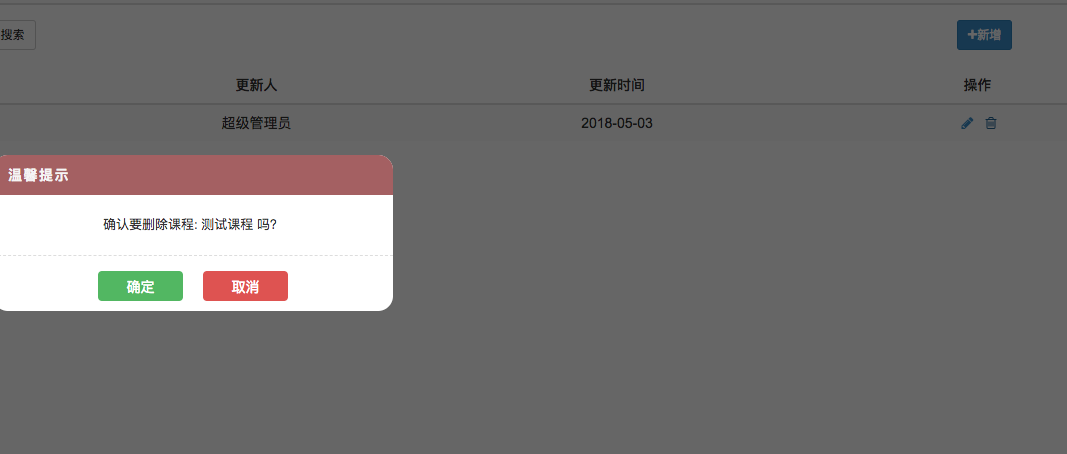 搜索
✚新增
更新人 更新时间 操作
超级管理员 2018-05-03
温馨提示
确认要删除课程: 测试课程 吗?
确定 取消